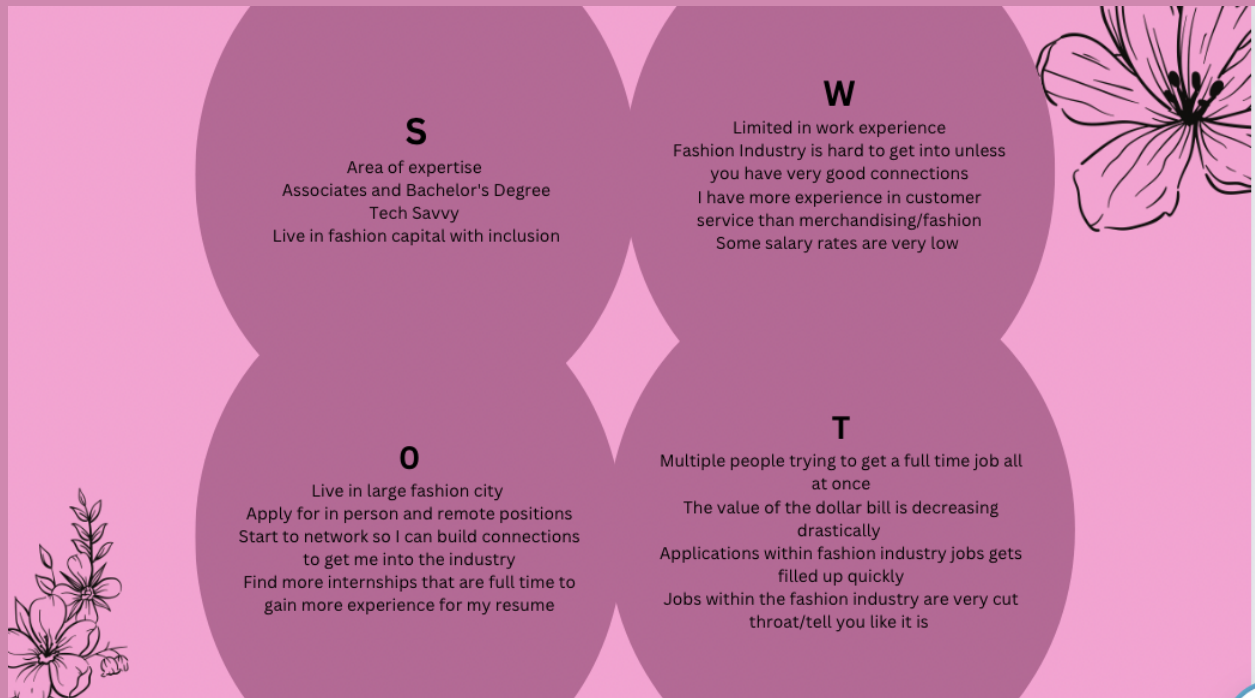 S
Area of expertise
Associates and Bachelor's Degree
Tech Savvy
Live in fashion capital with inclusion
W
Limited in work experience
Fashion Industry is hard to get into unless
you have very good connections
I have more experience in customer
service than merchandising/fashion
Some salary rates are very low
O
Live in large fashion city
Apply for in person and remote positions
Start to network so I can build connections
to get me into the industry
Find more internships that are full time to
gain more experience for my resume
T
Multiple people trying to get a full time job all
at once
The value of the dollar bill is decreasing
drastically
Applications within fashion industry jobs gets
filled up quickly
Jobs within the fashion industry are very cut
throat/tell you like it is